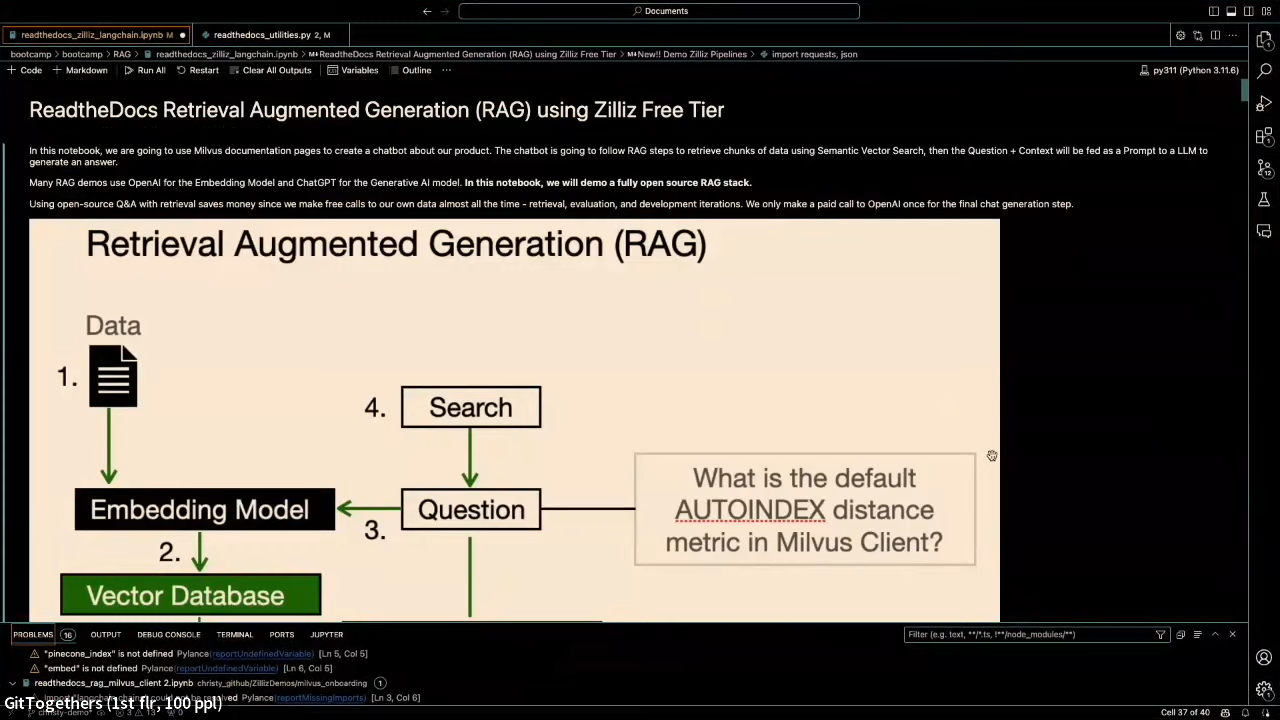 Documents
readthedocs_zilliz_langchain.ipynb M
readthedocs_utilities.py 2, M
bootcamp > bootcamp > RAG > readthedocs_zilliz_langchain.ipynb > ReadtheDocs Retrieval Augmented Generation (RAG) using Zilliz Free Tier > New!! Demo Zilliz Pipelines > import requests, json
+ Code + Markdown Run All Restart Clear All Outputs Variables Outline ···
py311 (Python 3.11.6)
ReadtheDocs Retrieval Augmented Generation (RAG) using Zilliz Free Tier
In this notebook, we are going to use Milvus documentation pages to create a chatbot about our product. The chatbot is going to follow RAG steps to retrieve chunks of data using Semantic Vector Search, then the Question + Context will be fed as a Prompt to a LLM to
generate an answer.
Many RAG demos use OpenAI for the Embedding Model and ChatGPT for the Generative AI model. In this notebook, we will demo a fully open source RAG stack.
Using open-source Q&A with retrieval saves money since we make free calls to our own data almost all the time - retrieval, evaluation, and development iterations. We only make a paid call to OpenAI once for the final chat generation step.
Retrieval Augmented Generation (RAG)
Data
1.
4. Search
What is the default
AUTOINDEX distance
metric in Milvus Client?
Embedding Model
Question
3.
2.
Vector Database
PROBLEMS 16 OUTPUT DEBUG CONSOLE TERMINAL PORTS JUPYTER
Filter (e.g. text, **/*.ts, !**/node_modules/**)
"pinecone_index" is not defined Pylance(reportUndefinedVariable) [Ln 5, Col 5]
"embed" is not defined Pylance(reportUndefinedVariable) [Ln 6, Col 5]
readthedocs_rag_milvus_client 2.ipynb christy_github/ZillizDemos/milvus_onboarding 1
Pylance(reportMissingImports) [Ln 3, Col 6]
GitTogethers (1st flr, 100 ppl)
Cell 37 of 40